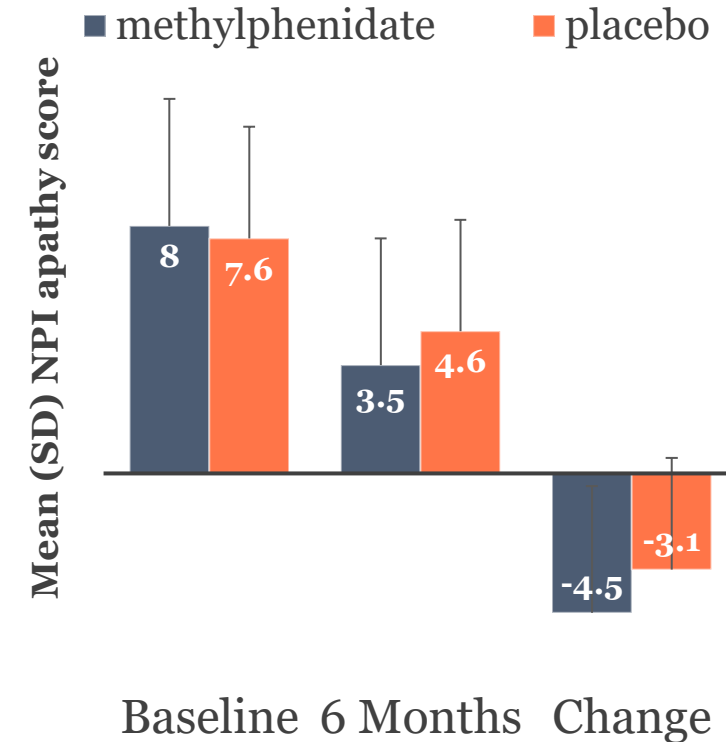 methylphenidate placebo
Mean (SD) NPI apathy score
8
7.6
3.5
4.6
-4.5
-3.1
Baseline 6 Months Change